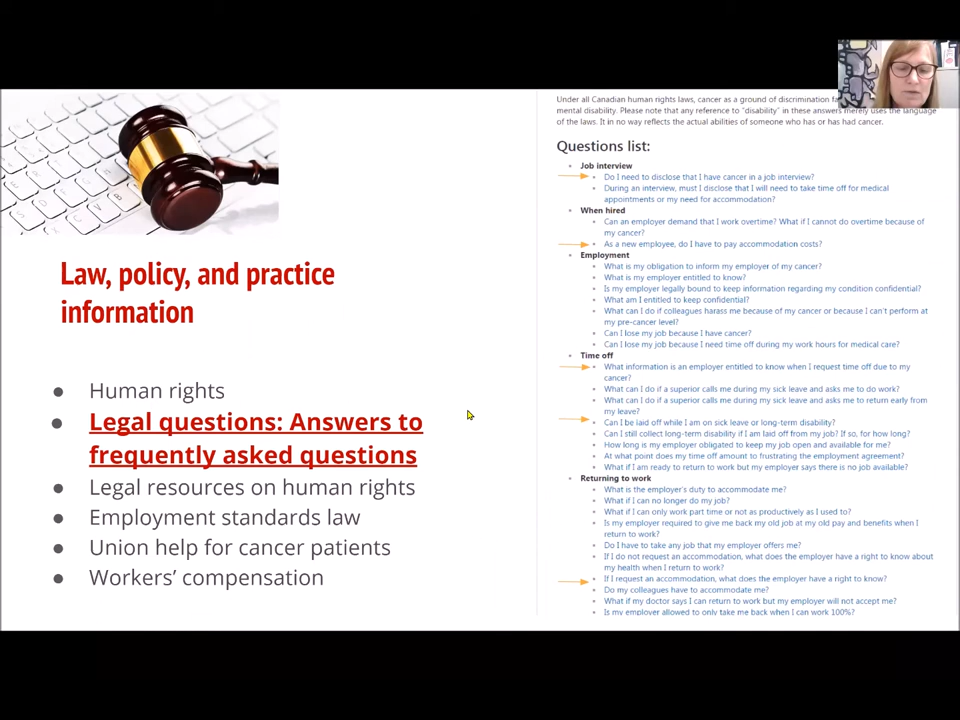 Law, policy, and practice
information
● Human rights
● Legal questions: Answers to
frequently asked questions
● Legal resources on human rights
● Employment standards law
● Union help for cancer patients
● Workers’ compensation
Under all Canadian human rights laws, cancer as a ground of discrimination
mental disability. Please note that any reference to "disability" in these answers merely uses the language
of the laws. It in no way reflects the actual abilities of someone who has or has had cancer.
Questions list:
Job interview
Do I need to disclose that I have cancer in a job interview?
During an interview, must I disclose that I will need to take time off for medical
appointments or my need for accommodation?
When hired
Can an employer demand that I work overtime? What if I cannot do overtime because of
my cancer?
As a new employee, do I have to pay accommodation costs?
Employment
What is my obligation to inform my employer of my cancer?
What is my employer entitled to know?
Is my employer legally bound to keep information regarding my condition confidential?
What am I entitled to keep confidential?
What can I do if colleagues harass me because of my cancer or because I can't perform at
my pre-cancer level?
Can I lose my job because I have cancer?
Can I lose my job because I need time off during my work hours for medical care?
Time off
What information is an employer entitled to know when I request time off due to my
cancer?
What can I do if a superior calls me during my sick leave and asks me to do work?
What can I do if a superior calls me during my sick leave and asks me to return early from
my leave?
Can I be laid off while I am on sick leave or long-term disability?
Can I still collect long-term disability if I am laid off from my job? If so, for how long?
How long is my employer obligated to keep my job open and available for me?
At what point does my time off amount to frustrating the employment agreement?
What if I am ready to return to work but my employer says there is no job available?
Returning to work
What is the employer's duty to accommodate me?
What if I can no longer do my job?
What if I can only work part time or not as productively as I used to?
Is my employer required to give me back my old job at my old pay and benefits when I
return to work?
Do I have to take any job that my employer offers me?
If I do not request an accommodation, what does the employer have a right to know about
my health when I return to work?
If I request an accommodation, what does the employer have a right to know?
Do my colleagues have to accommodate me?
What if my doctor says I can return to work but my employer will not accept me?
Is my employer allowed to only take me back when I can work 100%?